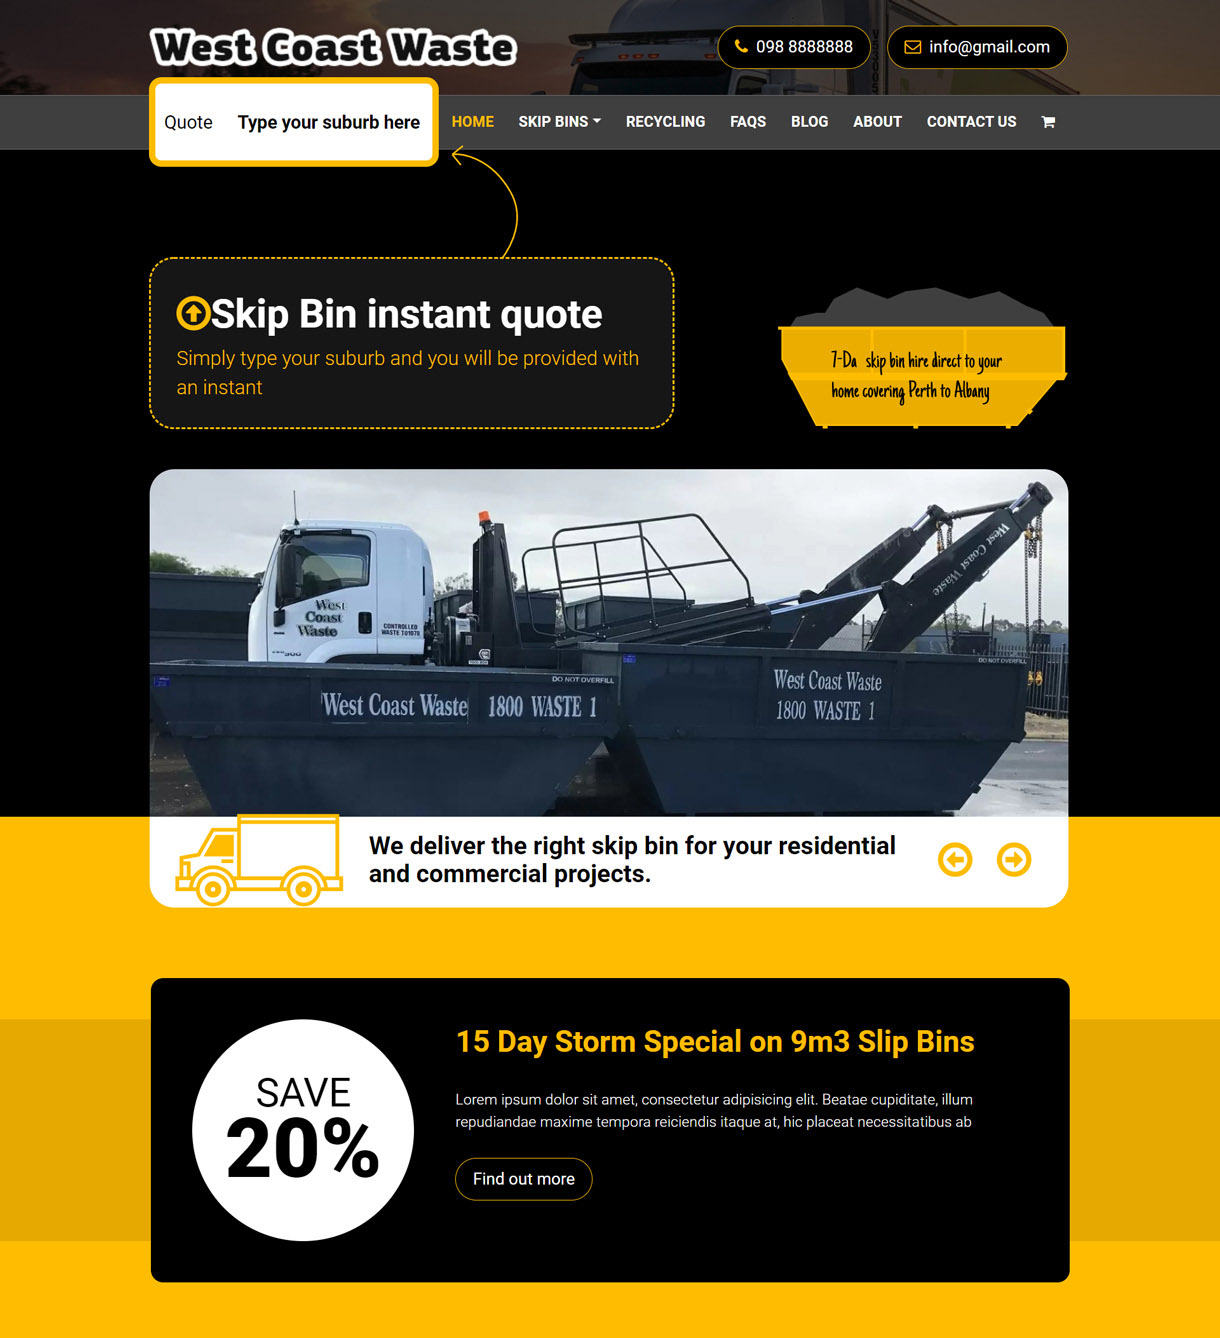 West Coast Waste
098 8888888
info@gmail.com
Quote Type your suburb here
HOME SKIP BINS RECYCLING FAQS BLOG ABOUT CONTACT US
Skip Bin instant quote
Simply type your suburb and you will be provided with
an instant
7-Da skip bin hire direct to your
home covering Perth to Albany
West Coast Waste
West
Coast
Waste
CONTROLLED
WASTE T01078
300
DO NOT OVERFILL
DO NOT OVERFILL
West Coast Waste 1800 WASTE 1
West Coast Waste
1800 WASTE 1
We deliver the right skip bin for your residential
and commercial projects.
SAVE
20%
15 Day Storm Special on 9m3 Slip Bins
Lorem ipsum dolor sit amet, consectetur adipisicing elit. Beatae cupiditate, illum
repudiandae maxime tempora reiciendis itaque at, hic placeat necessitatibus ab
Find out more